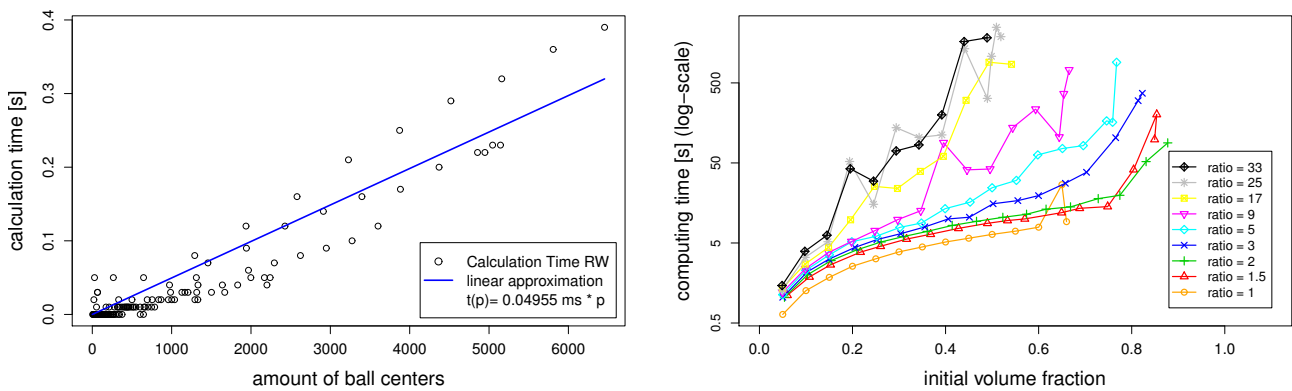 calculation time [s]
0.4
0.3
0.2
0.1
0.0
0
1000
2000
3000
4000
5000
6000
amount of ball centers
Calculation Time RW
linear approximation
t(p)= 0.04955 ms * p
computing time [s] (log−scale)
500
50
5
0.5
0.0
0.2
0.4
0.6
0.8
1.0
initial volume fraction
ratio = 33
ratio = 25
ratio = 17
ratio = 9
ratio = 5
ratio = 3
ratio = 2
ratio = 1.5
ratio = 1